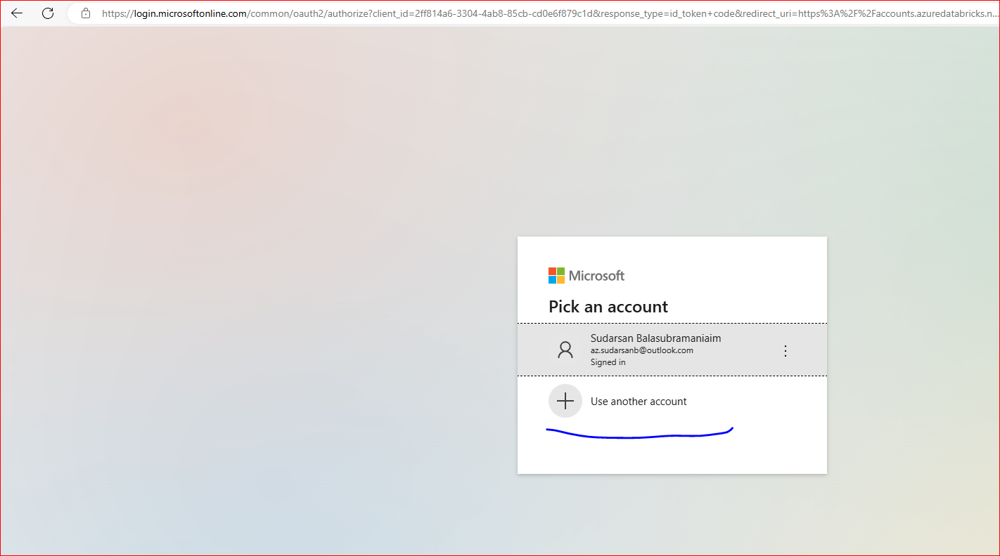 https://login.microsoftonline.com/common/oauth2/authorize?client_id=2ff814a6-3304-4ab8-85cb-cd0e6f879c1d&response_type=id_token+code&redirect_uri=https%3A%2F%2Faccounts.azuredatabricks.n...
Microsoft
Pick an account
Sudarsan Balasubramaniaim
az.sudarsanb@outlook.com
Signed in
Use another account